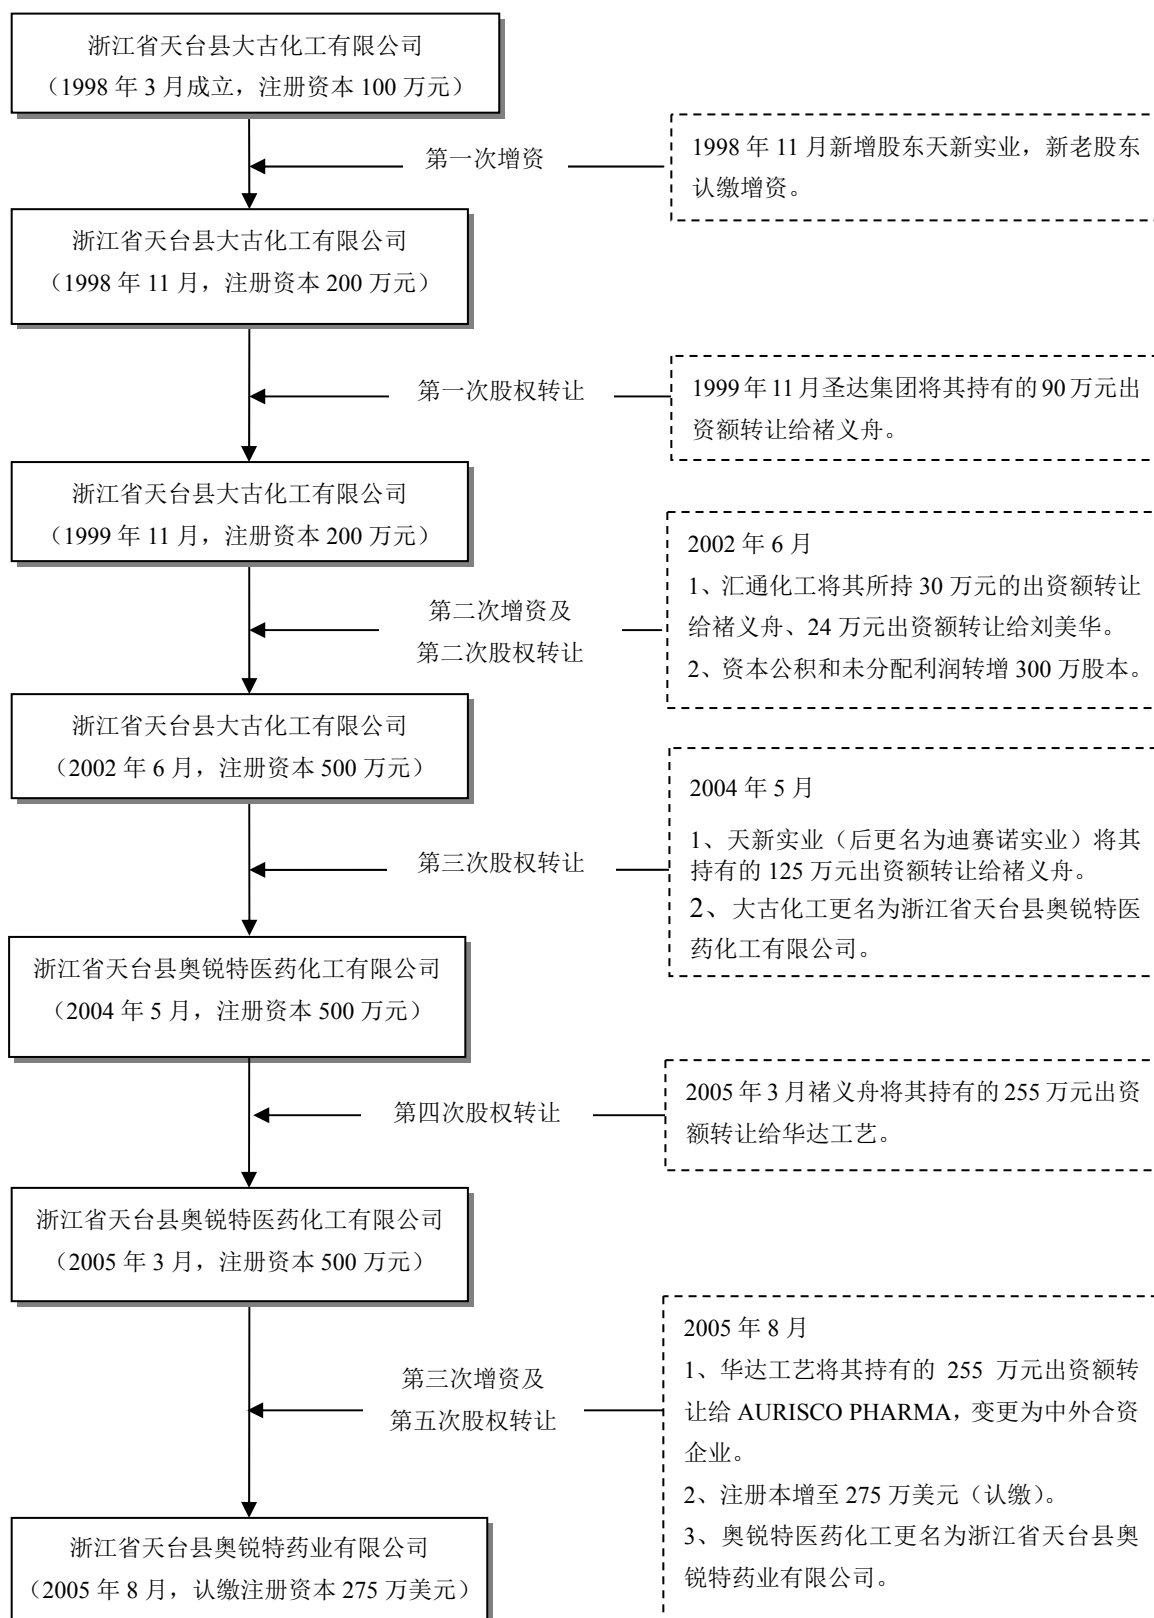 浙江省天台县大古化工有限公司
（1998 年 3 月成立，注册资本 100 万元）
第一次增资
1998 年 11 月新增股东天新实业，新老股东
认缴增资。
浙江省天台县大古化工有限公司
（1998 年 11 月，注册资本 200 万元）
第一次股权转让
1999 年 11 月圣达集团将其持有的 90 万元出
资额转让给褚义舟。
浙江省天台县大古化工有限公司
（1999 年 11 月，注册资本 200 万元）
第二次增资及
第二次股权转让
2002 年 6 月
1、汇通化工将其所持 30 万元的出资额转让
给褚义舟、24 万元出资额转让给刘美华。
2、资本公积和未分配利润转增 300 万股本。
浙江省天台县大古化工有限公司
（2002 年 6 月，注册资本 500 万元）
第三次股权转让
2004 年 5 月
1、天新实业（后更名为迪赛诺实业）将其
持有的 125 万元出资额转让给褚义舟。
2、大古化工更名为浙江省天台县奥锐特医
药化工有限公司。
浙江省天台县奥锐特医药化工有限公司
（2004 年 5 月，注册资本 500 万元）
第四次股权转让
2005 年 3 月褚义舟将其持有的 255 万元出资
额转让给华达工艺。
浙江省天台县奥锐特医药化工有限公司
（2005 年 3 月，注册资本 500 万元）
第三次增资及
第五次股权转让
2005 年 8 月
1、华达工艺将其持有的 255 万元出资额转
让给 AURISCO PHARMA，变更为中外合资
企业。
2、注册本增至 275 万美元（认缴）。
3、奥锐特医药化工更名为浙江省天台县奥
锐特药业有限公司。
浙江省天台县奥锐特药业有限公司
（2005 年 8 月，认缴注册资本 275 万美元）